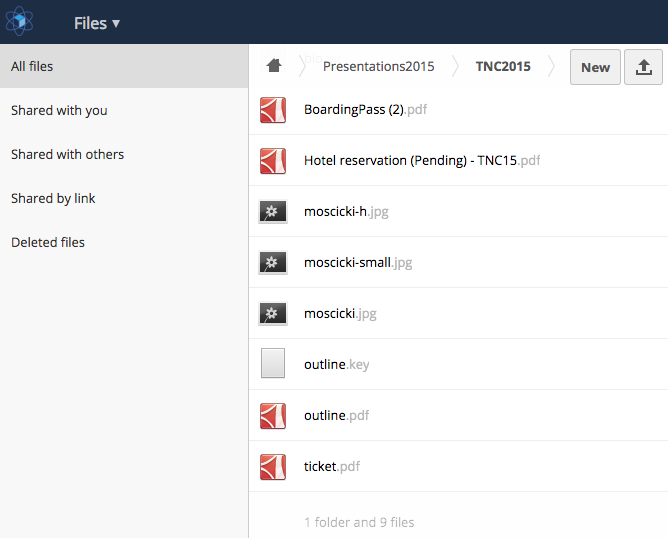 Files ▾
All files
Shared with you
Shared with others
Shared by link
Deleted files
Presentations2015 TNC2015 New
BoardingPass (2).pdf
Hotel reservation (Pending) - TNC15.pdf
moscicki-h.jpg
moscicki-small.jpg
moscicki.jpg
outline.key
outline.pdf
ticket.pdf
1 folder and 9 files